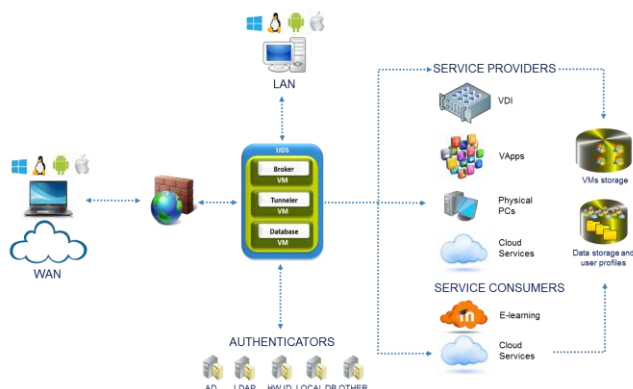 LAN
SERVICE PROVIDERS
VDI
UDS
Broker
VM
Tunneler
VM
Database
VM
VApps
VMs storage
Physical
PCs
WAN
Cloud
Services
Data storage and
user profiles
SERVICE CONSUMERS
E-learning
AUTHENTICATORS
Cloud
Services
AD LDAP HW ID LOCAL DB OTHER